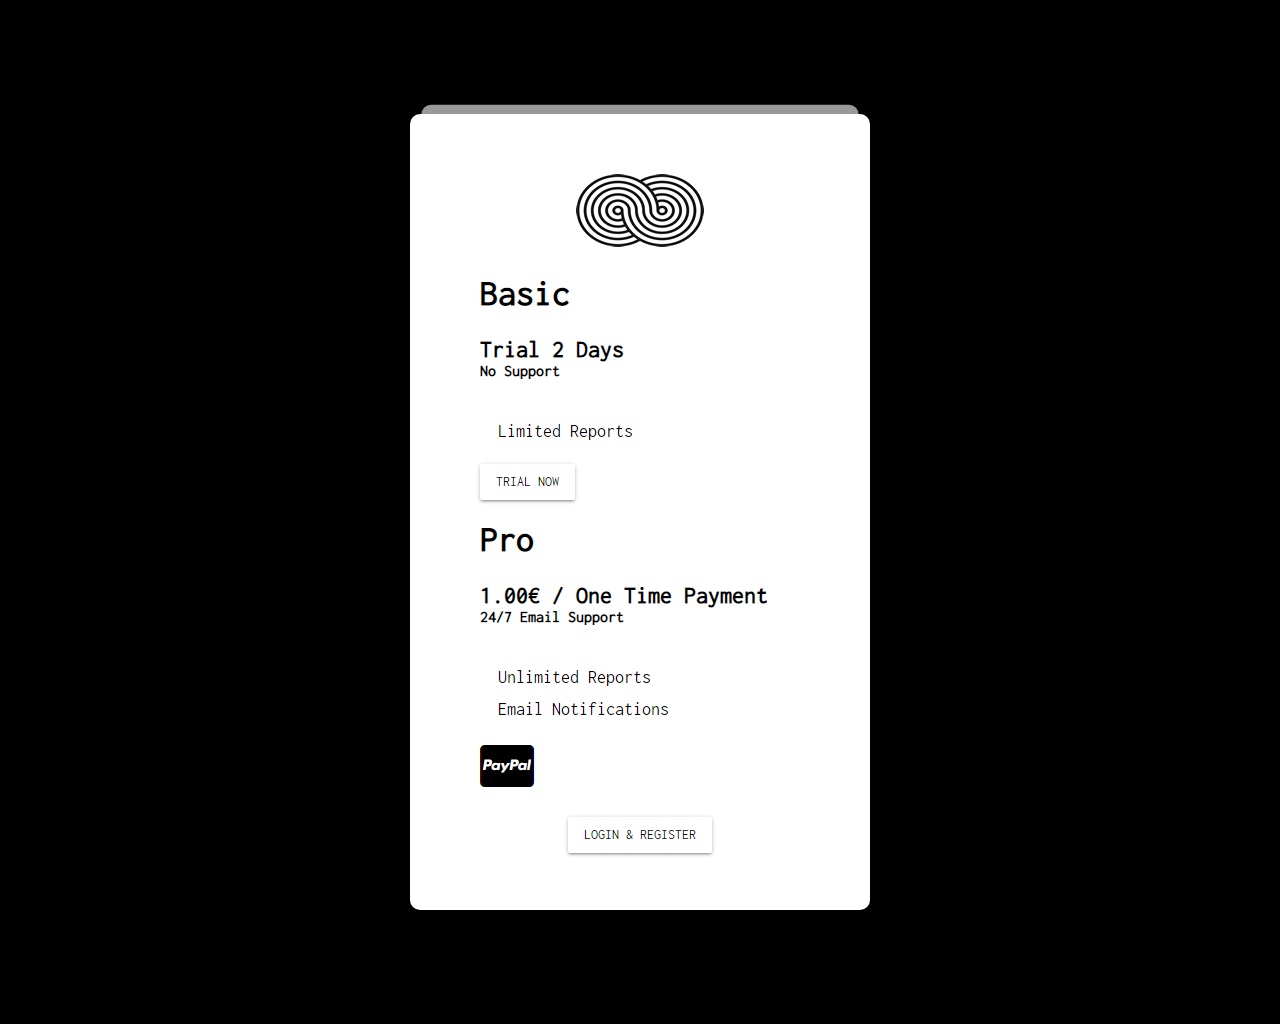 Basic
Trial 2 Days
No Support
Limited Reports
TRIAL NOW
Pro
1.00€ / One Time Payment
24/7 Email Support
Unlimited Reports
Email Notifications
PayPal
LOGIN & REGISTER